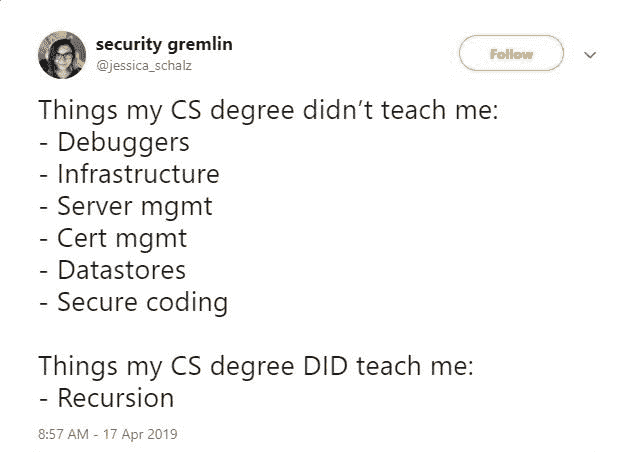 security gremlin
@jessica_schalz
Follow
Things my CS degree didn't teach me:
- Debuggers
- Infrastructure
- Server mgmt
- Cert mgmt
- Datastores
- Secure coding
Things my CS degree DID teach me:
- Recursion
8:57 AM - 17 Apr 2019